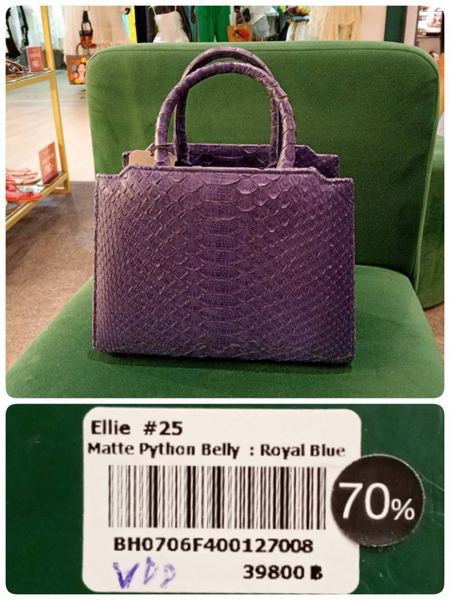 Ellie #25
Matte Python Belly : Royal Blue
70%
BH0706F400127008
39800 ฿